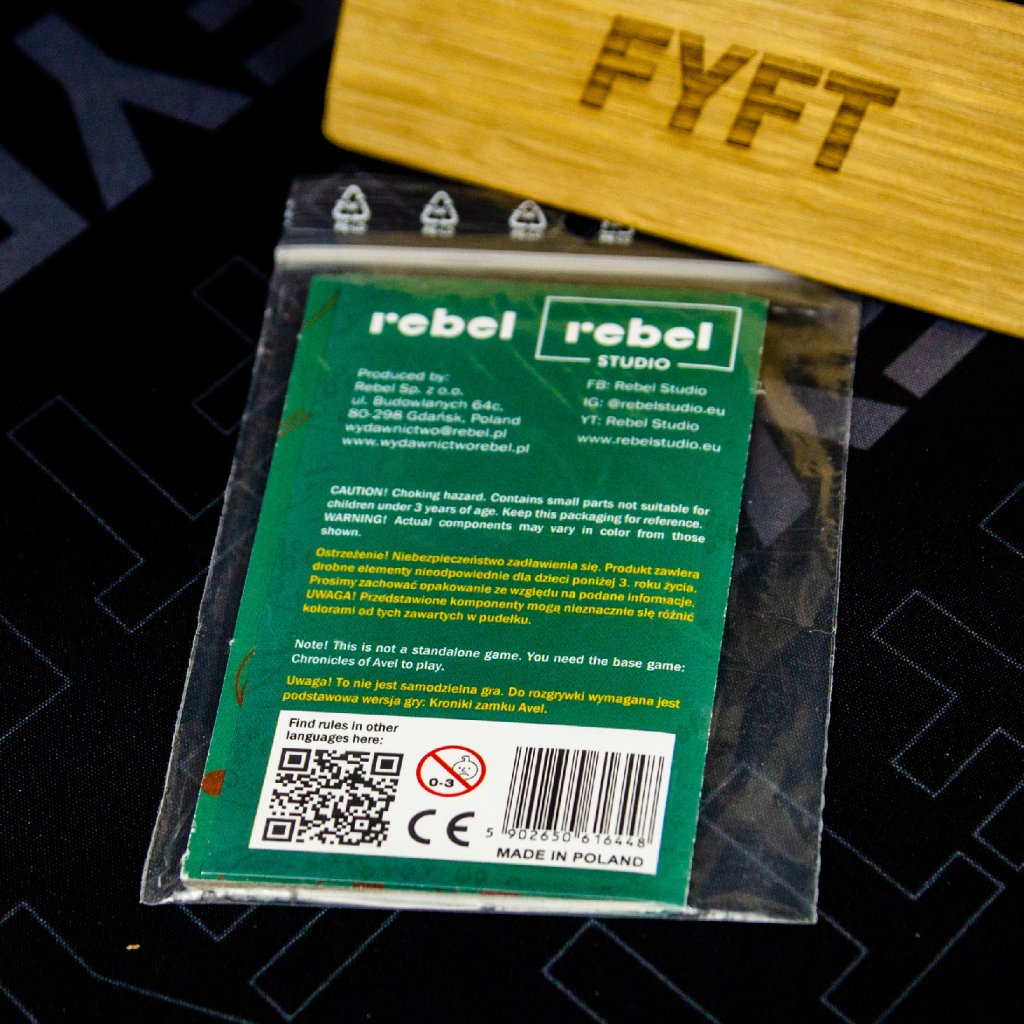 FYFT
rebel
rebel
STUDIO
Produced by:
Rebel Sp. z o.o.
ul. Budowlanych 64c,
80-298 Gdańsk, Poland
wydawnictwo@rebel.pl
www.wydawnictworebel.pl
FB: Rebel Studio
IG: @rebelstudio.eu
YT: Rebel Studio
www.rebelstudio.eu
CAUTION! Choking hazard. Contains small parts not suitable for
children under 3 years of age. Keep this packaging for reference.
WARNING! Actual components may vary in color from those
shown.
Ostrzeżenie! Niebezpieczeństwo zadławienia się. Produkt zawiera
drobne elementy nieodpowiednie dla dzieci poniżej 3. roku życia.
Prosimy zachować opakowanie ze względu na podane informacje.
UWAGA! Przedstawione komponenty mogą nieznacznie się różnić
kolorami od tych zawartych w pudełku.
Note! This is not a standalone game. You need the base game:
Chronicles of Avel to play.
Uwaga! To nie jest samodzielna gra. Do rozgrywki wymagana jest
podstawowa wersja gry: Kroniki zamku Avel.
Find rules in other
languages here:
0-3
CE
5 902650 616448
MADE IN POLAND